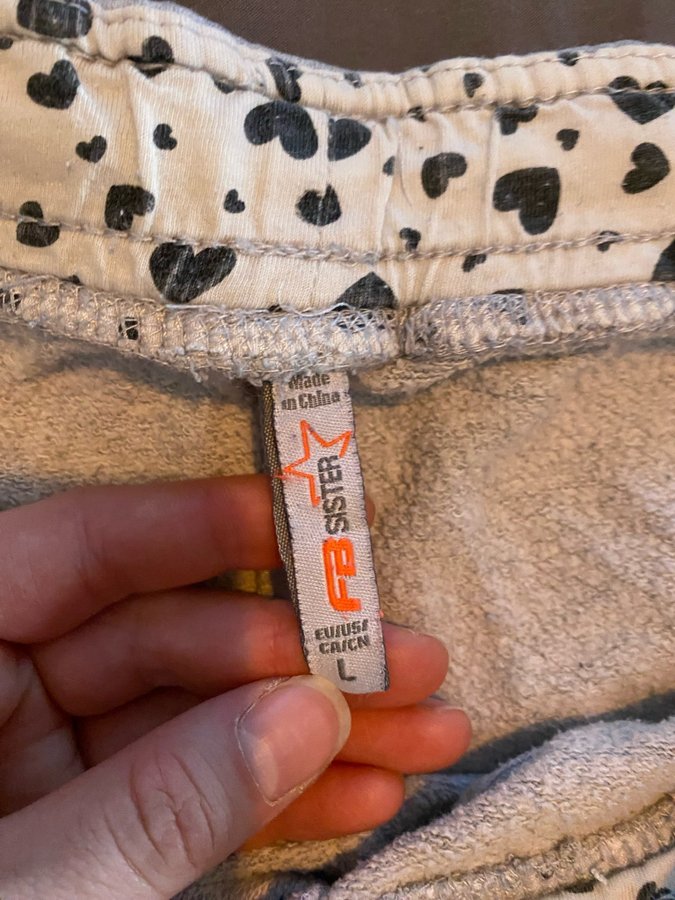 Made
in China
FB SISTER
EU/US/
CA/CN
L